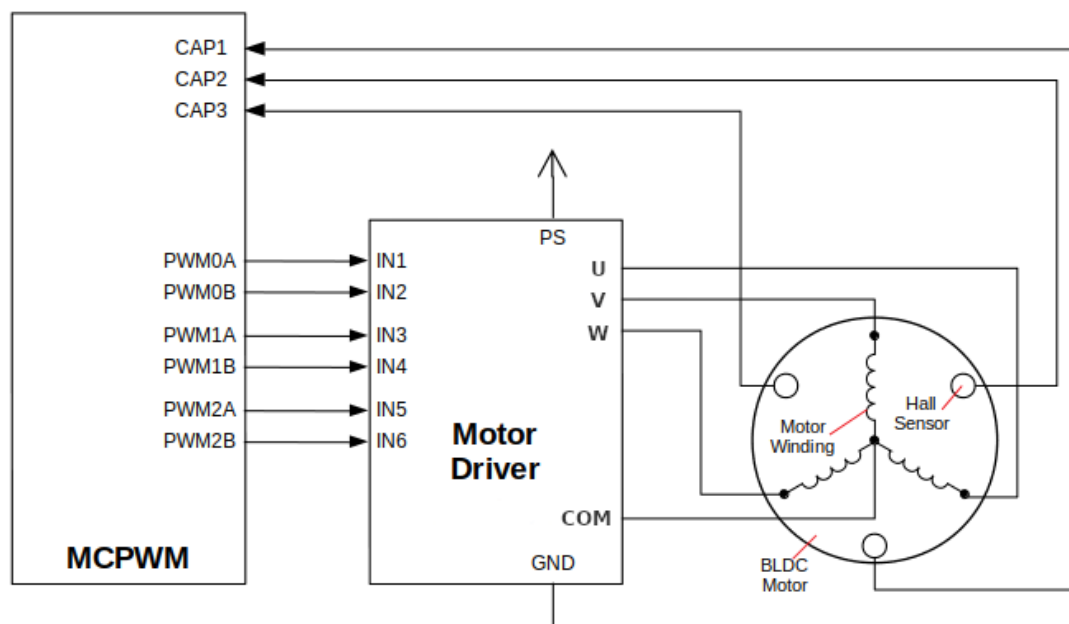 CAP1
CAP2
CAP3
PS
PWM0A
IN1
U
PWM0B
IN2
V
PWM1A
IN3
W
PWM1B
IN4
PWM2A
IN5
PWM2B
IN6
Motor
Driver
Motor
Winding
Hall
Sensor
COM
MCPWM
GND
BLDC
Motor